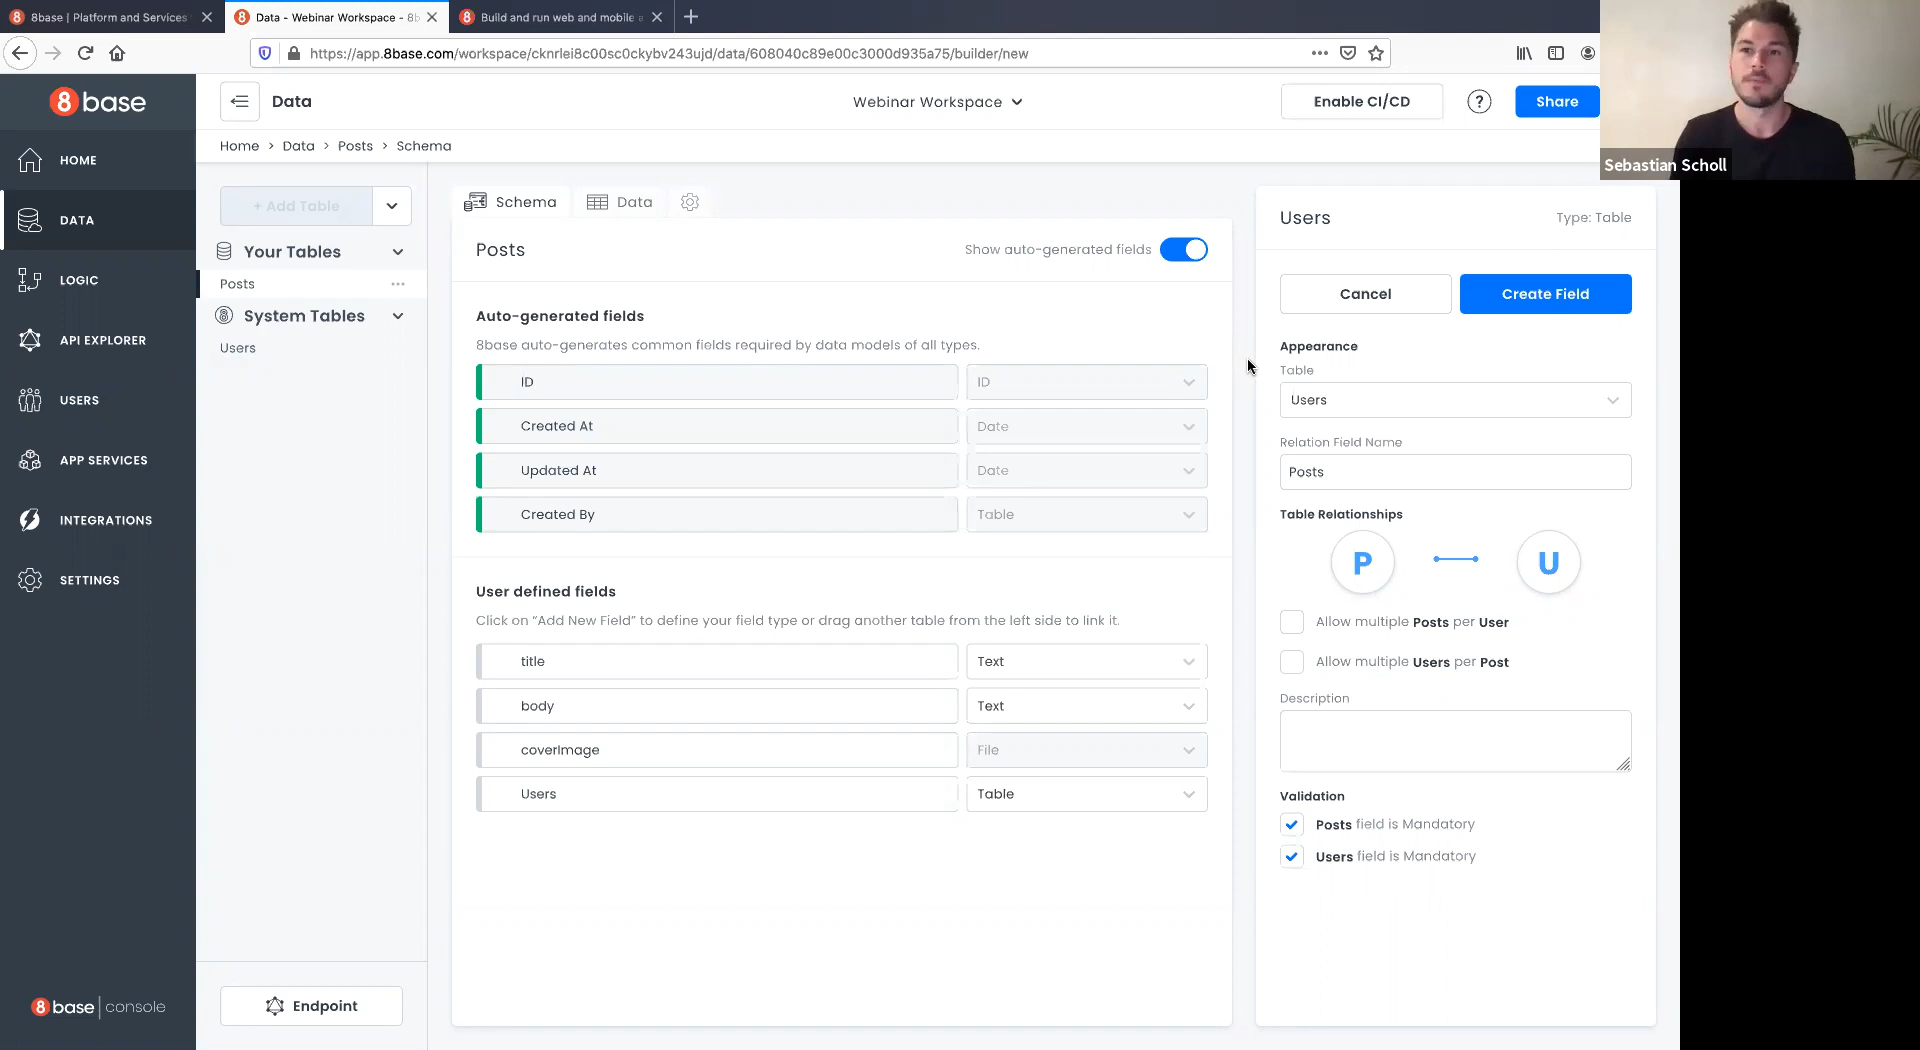 8base | Platform and Services
Data - Webinar Workspace - 8b
Build and run web and mobile a
https://app.8base.com/workspace/cknrlei8c00sc0ckybv243ujd/data/608040c89e00c3000d935a75/builder/new
8base
Data
Webinar Workspace
Enable CI/CD
?
Share
Sebastian Scholl
Home > Data > Posts > Schema
HOME
DATA
LOGIC
API EXPLORER
USERS
APP SERVICES
INTEGRATIONS
SETTINGS
8base | console
+ Add Table
Your Tables
Posts
System Tables
Users
Endpoint
Schema
Data
Posts
Show auto-generated fields
Auto-generated fields
8base auto-generates common fields required by data models of all types.
ID
ID
Created At
Date
Updated At
Date
Created By
Table
User defined fields
Click on “Add New Field” to define your field type or drag another table from the left side to link it.
title
Text
body
Text
coverImage
File
Users
Table
Users
Type: Table
Cancel
Create Field
Appearance
Table
Users
Relation Field Name
Posts
Table Relationships
P
U
Allow multiple Posts per User
Allow multiple Users per Post
Description
Validation
Posts field is Mandatory
Users field is Mandatory